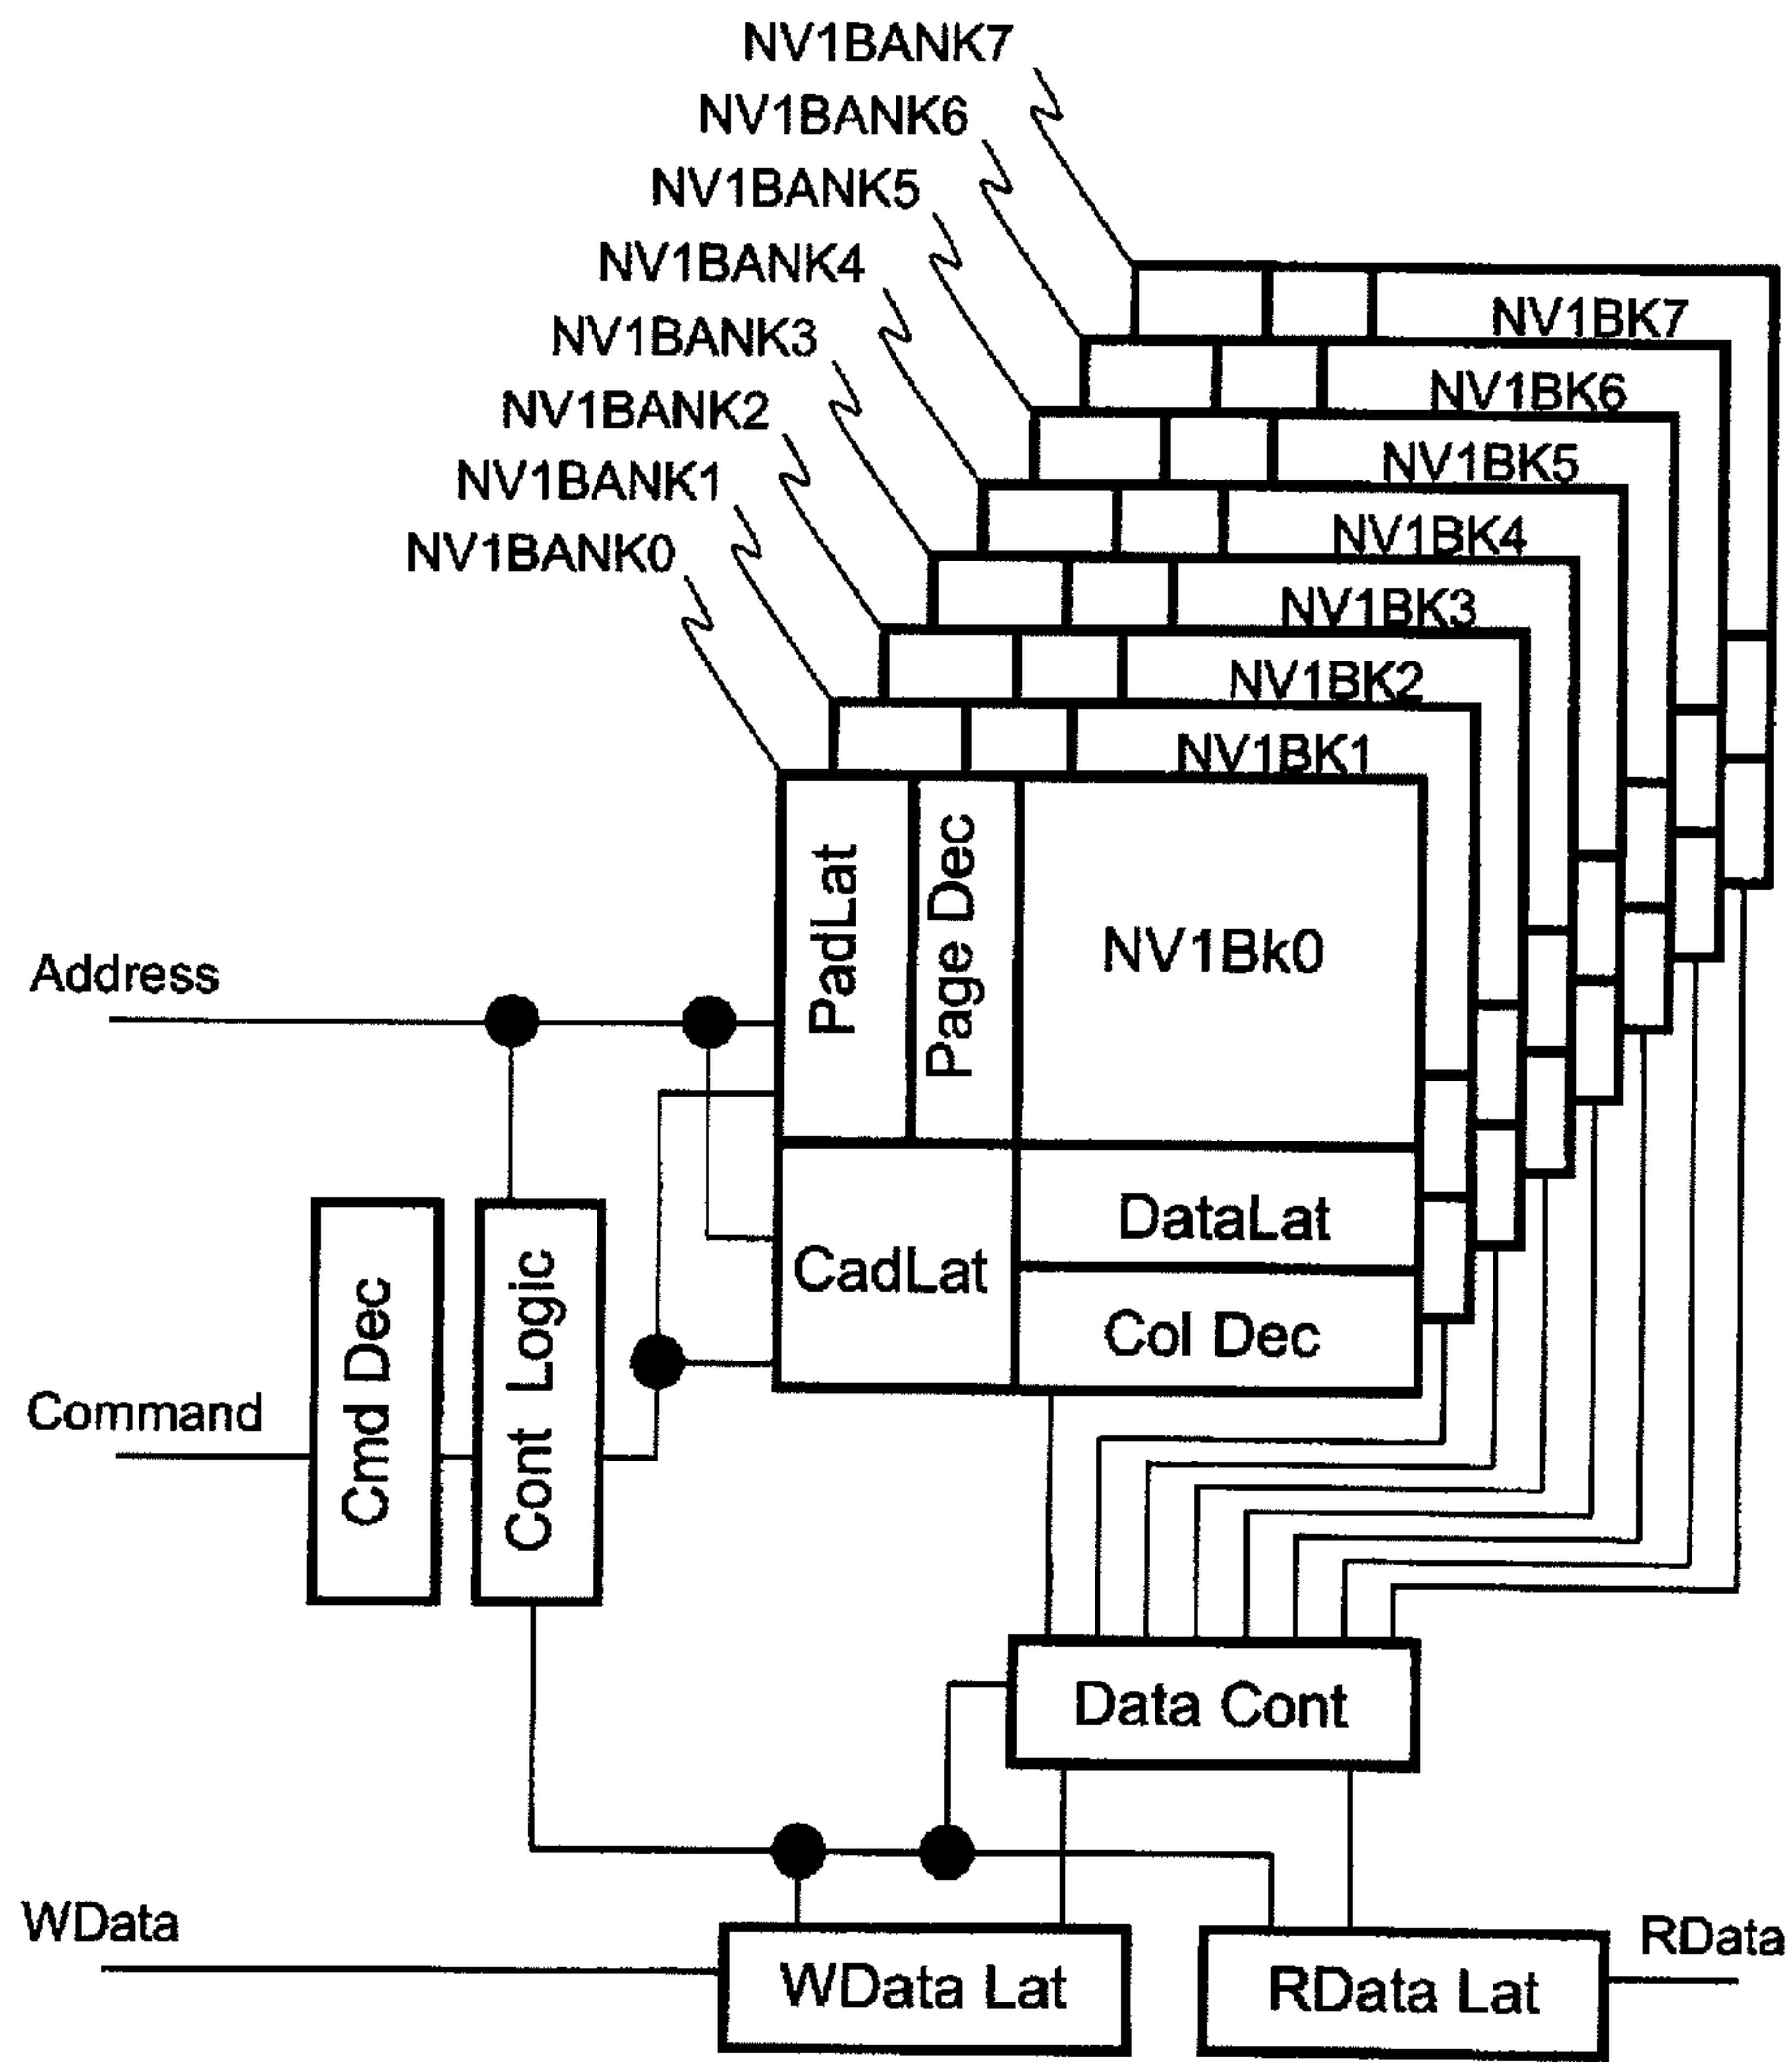 NV1BANK7
NV1BANK6
NV1BANK5
NV1BANK4
NV1BANK3
NV1BANK2
NV1BANK1
NV1BANK0
NV1BK7
NV1BK6
NV1BK5
NV1BK4
NV1BK3
NV1BK2
NV1BK1
PadLat
Page Dec
NV1Bk0
Address
DataLat
CadLat
Col Dec
Cmd Dec
Cont Logic
Command
Data Cont
WData
WData Lat
RData Lat
RData